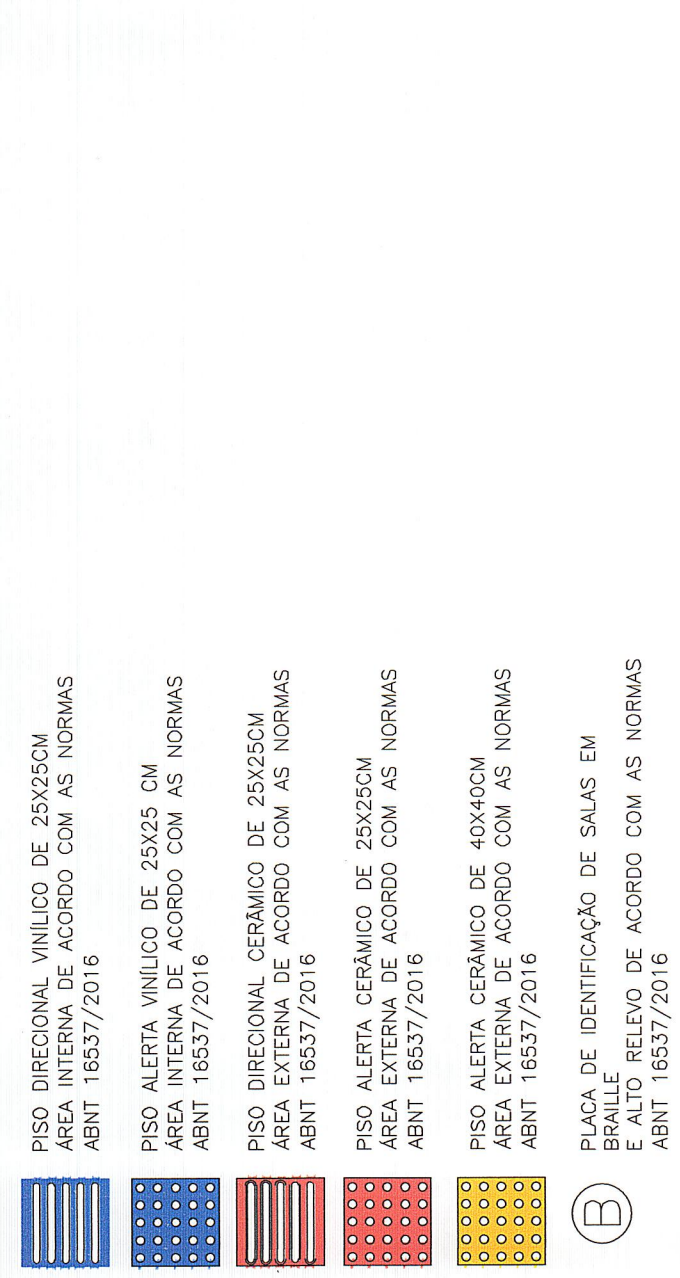 PISO DIRECIONAL VINÍLICO DE 25X25CM
ÁREA INTERNA DE ACORDO COM AS NORMAS
ABNT 16537/2016
PISO ALERTA VINÍLICO DE 25X25 CM
ÁREA INTERNA DE ACORDO COM AS NORMAS
ABNT 16537/2016
PISO DIRECIONAL CERÂMICO DE 25X25CM
ÁREA EXTERNA DE ACORDO COM AS NORMAS
ABNT 16537/2016
PISO ALERTA CERÂMICO DE 25X25CM
ÁREA EXTERNA DE ACORDO COM AS NORMAS
ABNT 16537/2016
PISO ALERTA CERÂMICO DE 40X40CM
ÁREA EXTERNA DE ACORDO COM AS NORMAS
ABNT 16537/2016
B
PLACA DE IDENTIFICAÇÃO DE SALAS EM
BRAILLE
E ALTO RELEVO DE ACORDO COM AS NORMAS
ABNT 16537/2016